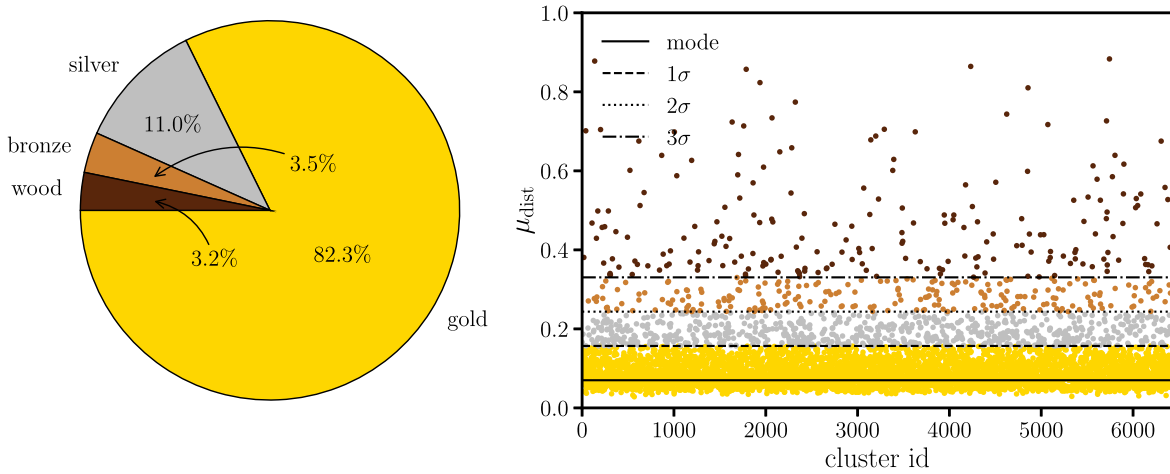 silver
11.0%
bronze
3.5%
wood
3.2%
82.3%
gold
1.0
0.8
0.6
0.4
0.2
0.0
μdist
mode
1σ
2σ
3σ
0
1000
2000
3000
4000
5000
6000
cluster id